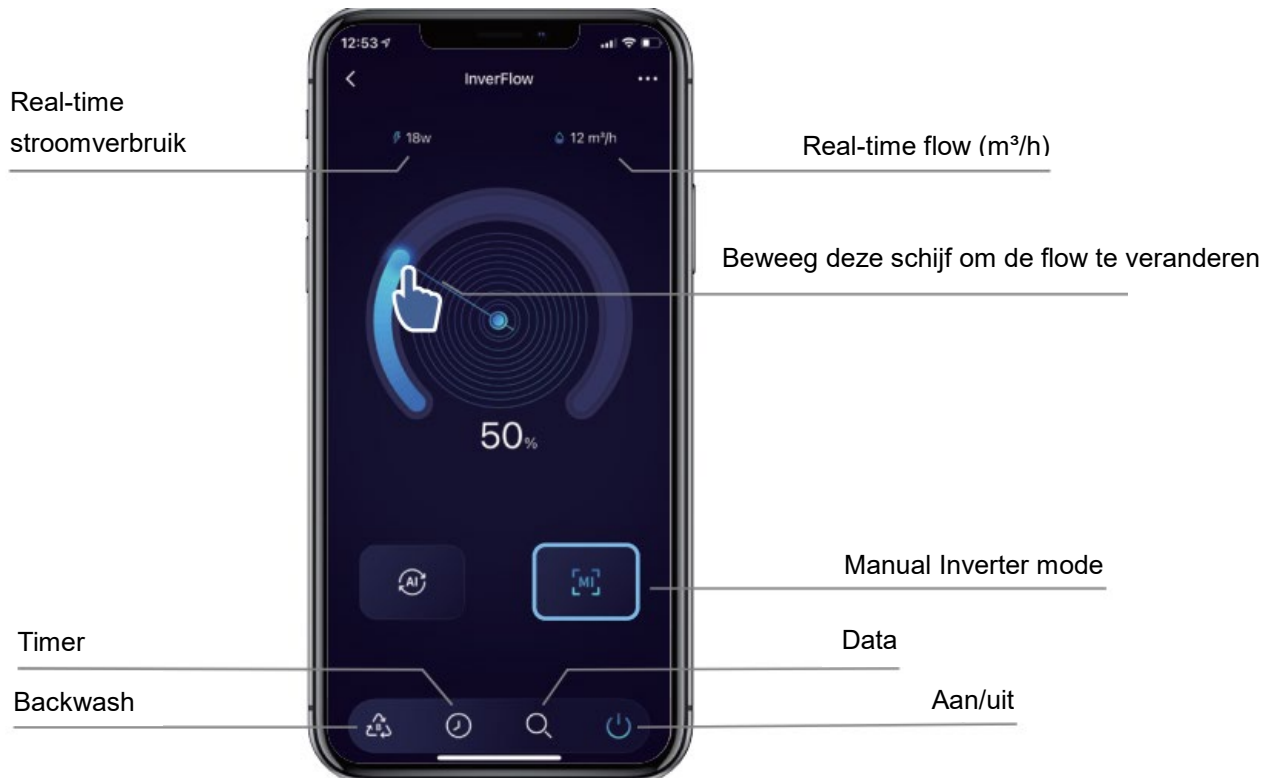 12:53
InverFlow
Real-time
stroomverbruik
18w
12 m³/h
Real-time flow (m³/h)
Beweeg deze schijf om de flow te veranderen
50%
AI
MI
Manual Inverter mode
Timer
Data
Backwash
Aan/uit
B